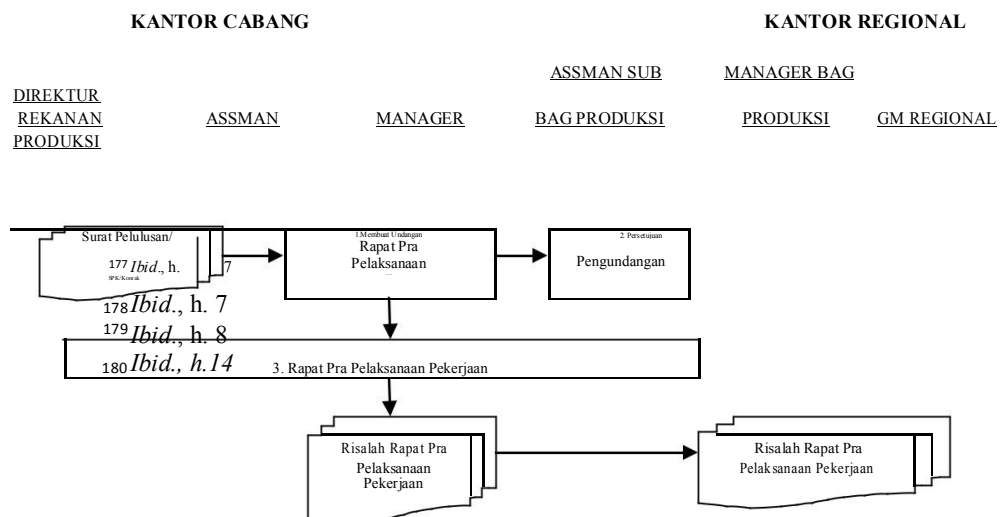 KANTOR CABANG
KANTOR REGIONAL
ASSMAN SUB
MANAGER BAG
DIREKTUR
REKANAN
PRODUKSI
ASSMAN
MANAGER
BAG PRODUKSI
PRODUKSI
GM REGIONAL
Surat Pelulusan/
177 Ibid., h. 7
SPK/Konrak
1.Membuat Undangan
Rapat Pra
Pelaksanaan
2. Persetujuan
Pengundangan
178 Ibid., h. 7
179 Ibid., h. 8
180 Ibid., h.14
3. Rapat Pra Pelaksanaan Pekerjaan
Risalah Rapat Pra
Pelaksanaan
Pekerjaan
Risalah Rapat Pra
Pelaksanaan Pekerjaan